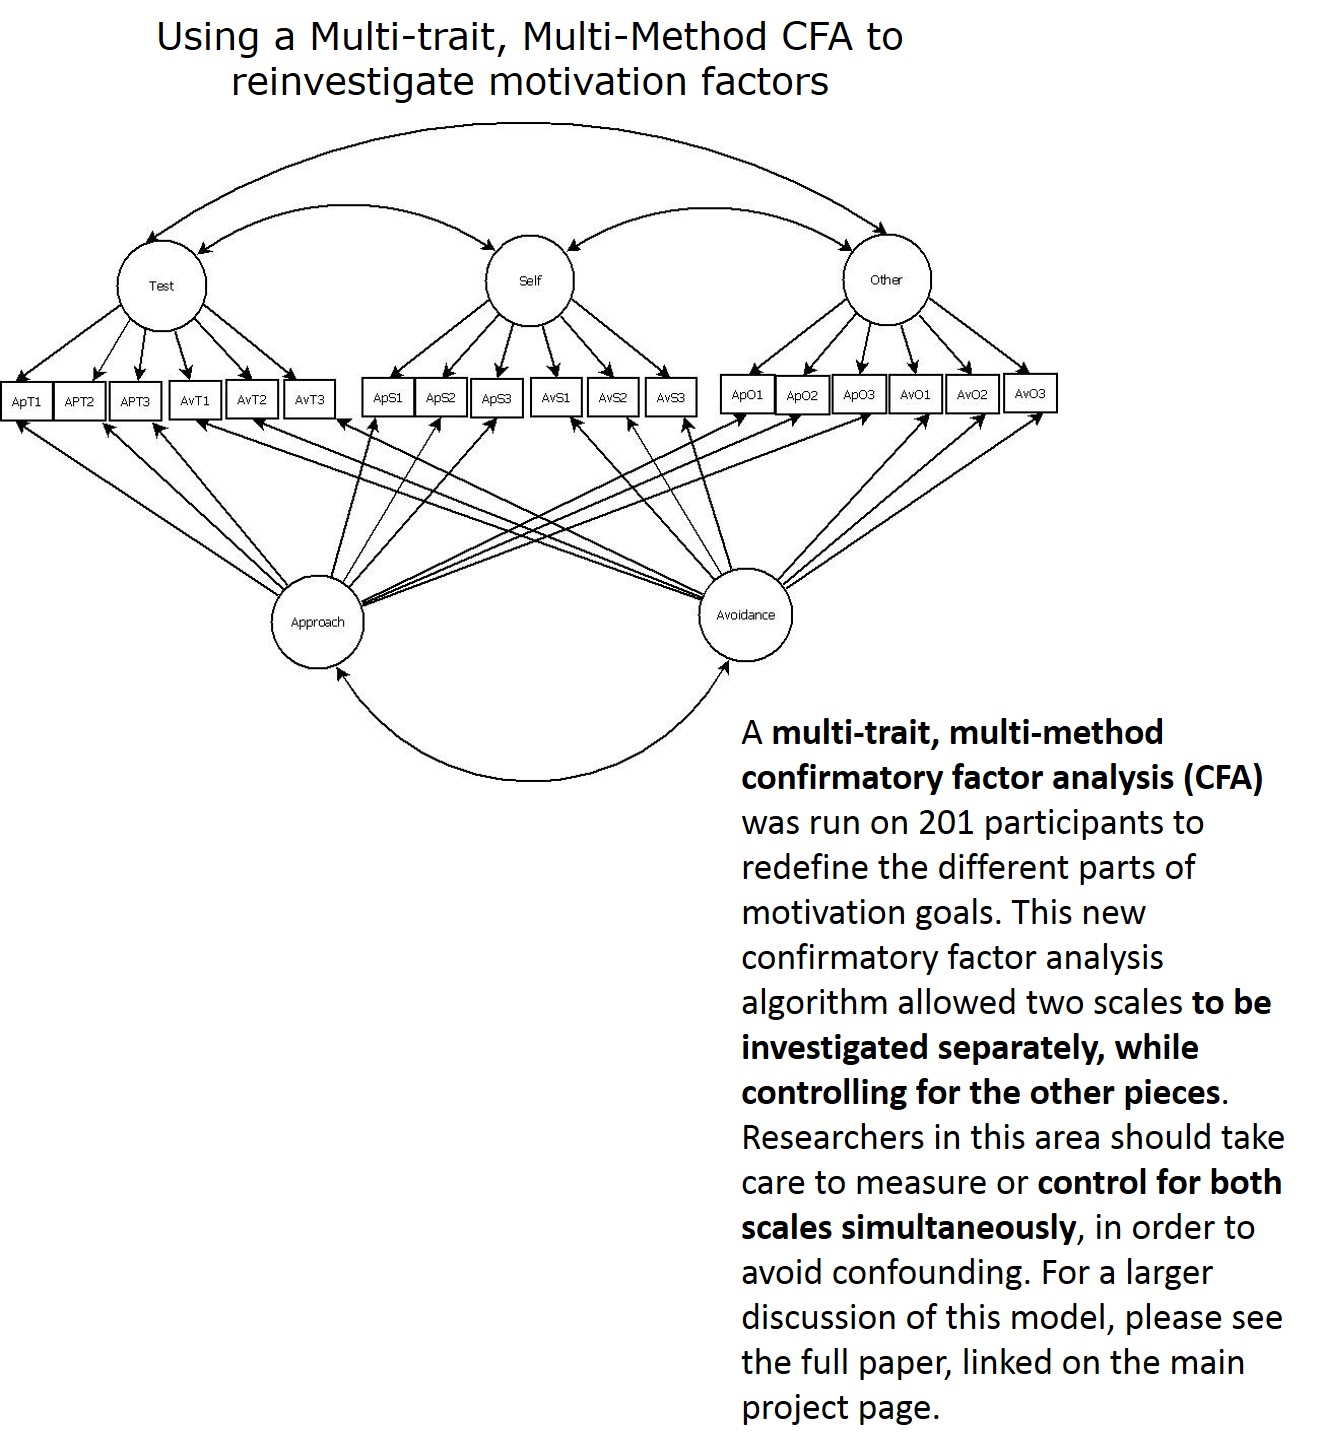 Using a Multi-trait, Multi-Method CFA to
reinvestigate motivation factors
Test
Self
Other
ApT1
APT2
APT3
AvT1
AvT2
AvT3
ApS1
ApS2
ApS3
AvS1
AvS2
AvS3
ApO1
ApO2
ApO3
AvO1
AvO2
AvO3
Approach
Avoidance
A multi-trait, multi-method
confirmatory factor analysis (CFA)
was run on 201 participants to
redefine the different parts of
motivation goals. This new
confirmatory factor analysis
algorithm allowed two scales to be
investigated separately, while
controlling for the other pieces.
Researchers in this area should take
care to measure or control for both
scales simultaneously, in order to
avoid confounding. For a larger
discussion of this model, please see
the full paper, linked on the main
project page.